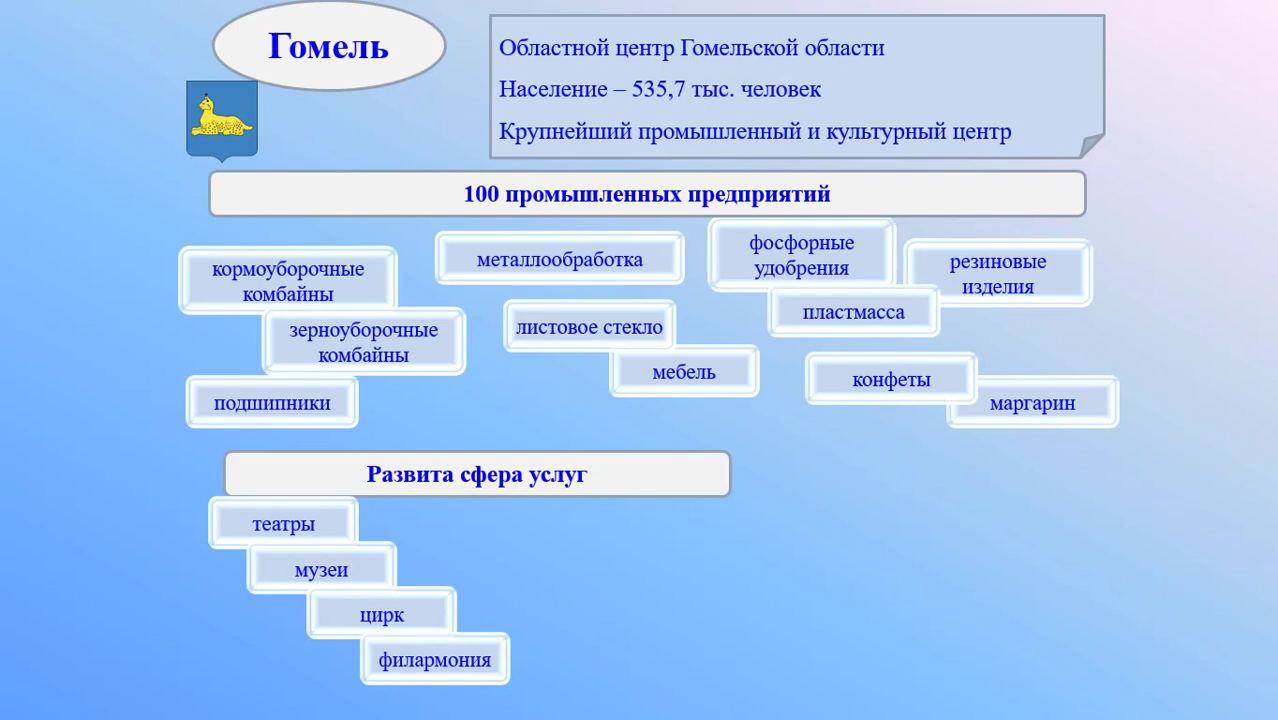 Гомель
Областной центр Гомельской области
Население – 535,7 тыс. человек
Крупнейший промышленный и культурный центр
100 промышленных предприятий
кормоуборочные
комбайны
зерноуборочные
комбайны
подшипники
металлообработка
листовое стекло
мебель
фосфорные
удобрения
резиновые
изделия
пластмасса
конфеты
маргарин
Развита сфера услуг
театры
музеи
цирк
филармония